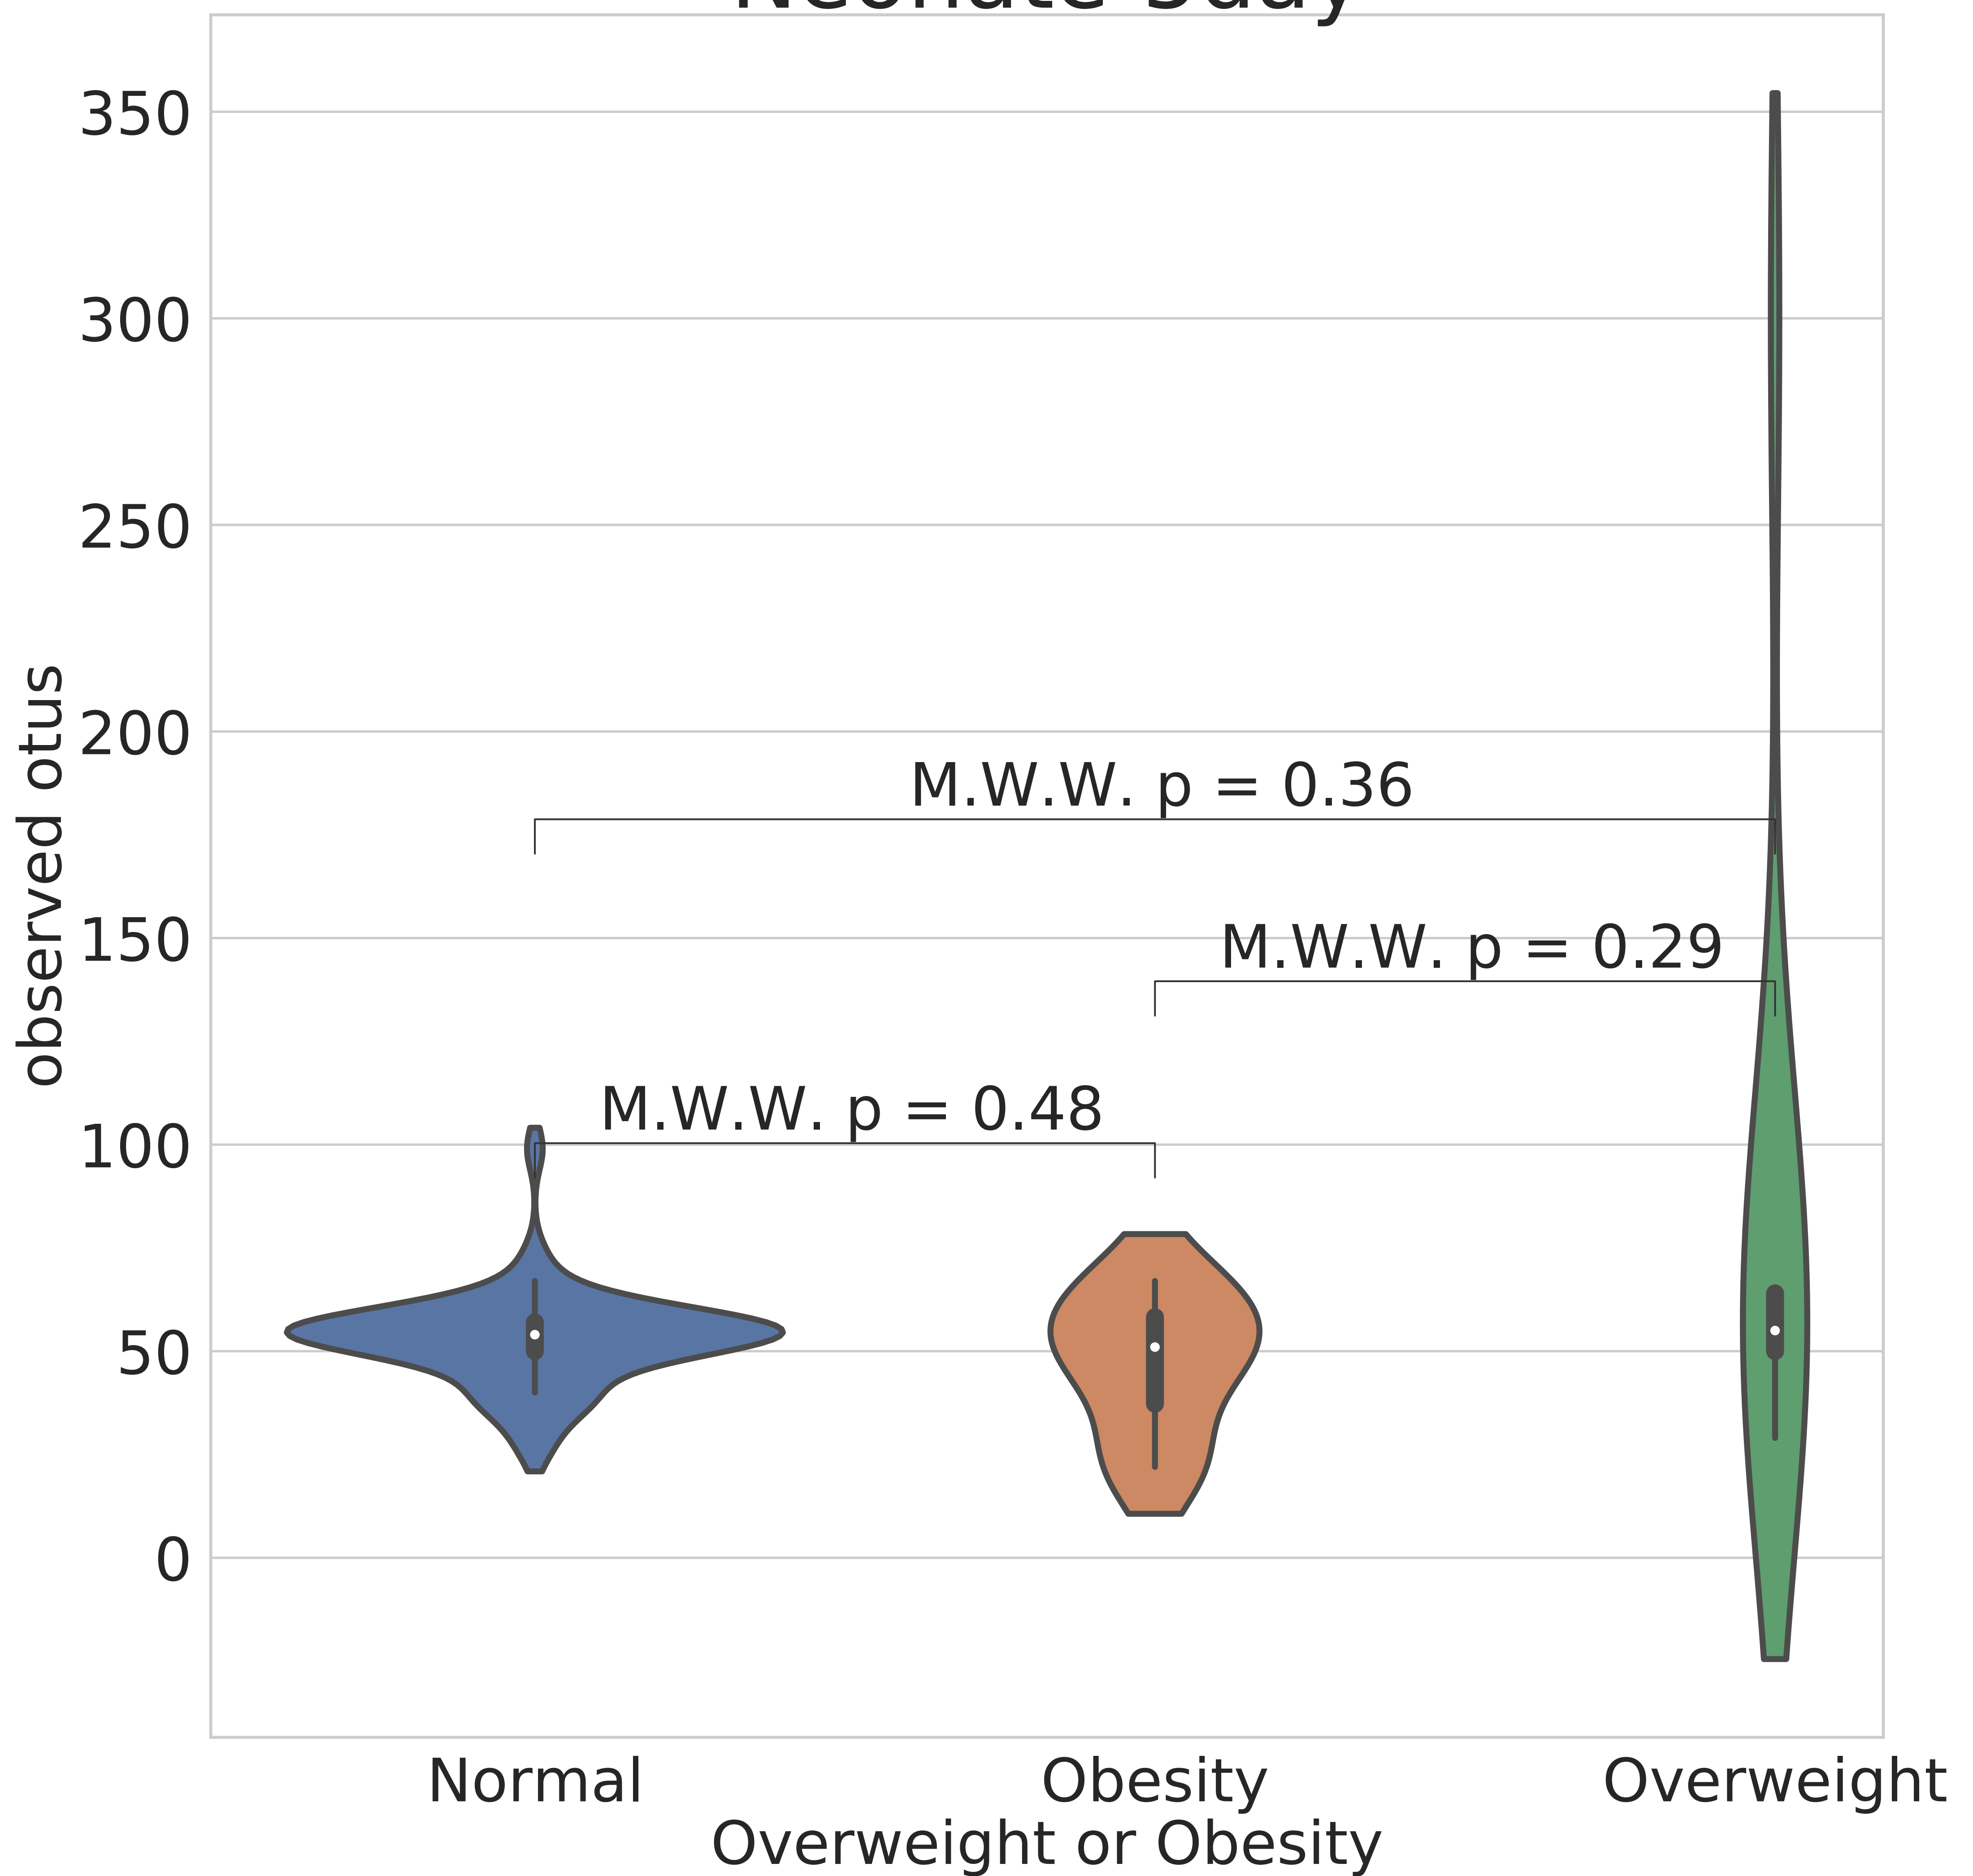 350
300
250
200
150
100
50
0
observed otus
M.W.W. p = 0.36
M.W.W. p = 0.29
M.W.W. p = 0.48
Normal
Obesity
Overweight
Overweight or Obesity